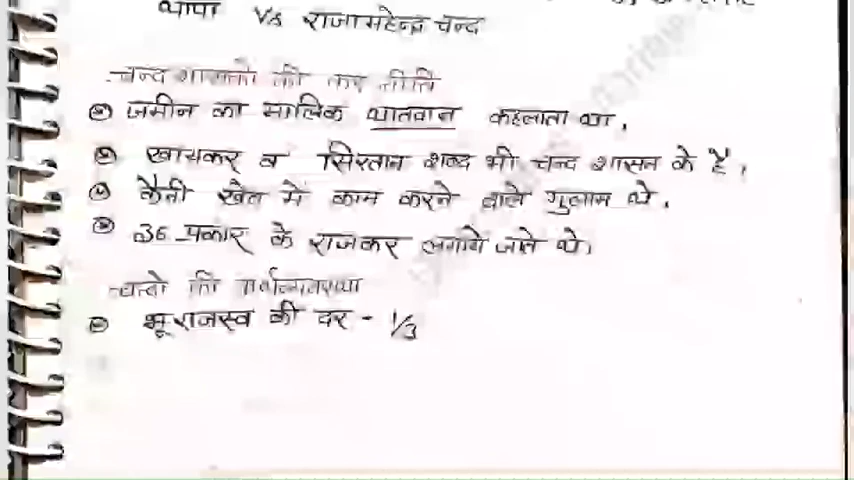 थापा V/s राजा महेन्द्र चन्द
चन्द शासको की कर नीति
जमीन का मालिक थातवान कहलाता था,
खायकर व सिरतान शब्द भी चन्द शासन के है,
कैनी खेत में काम करने वाले गुलाम थे,
36 प्रकार के राजकर लगाये जाते थे।
चन्दो की
भू राजस्व की दर - 1/3